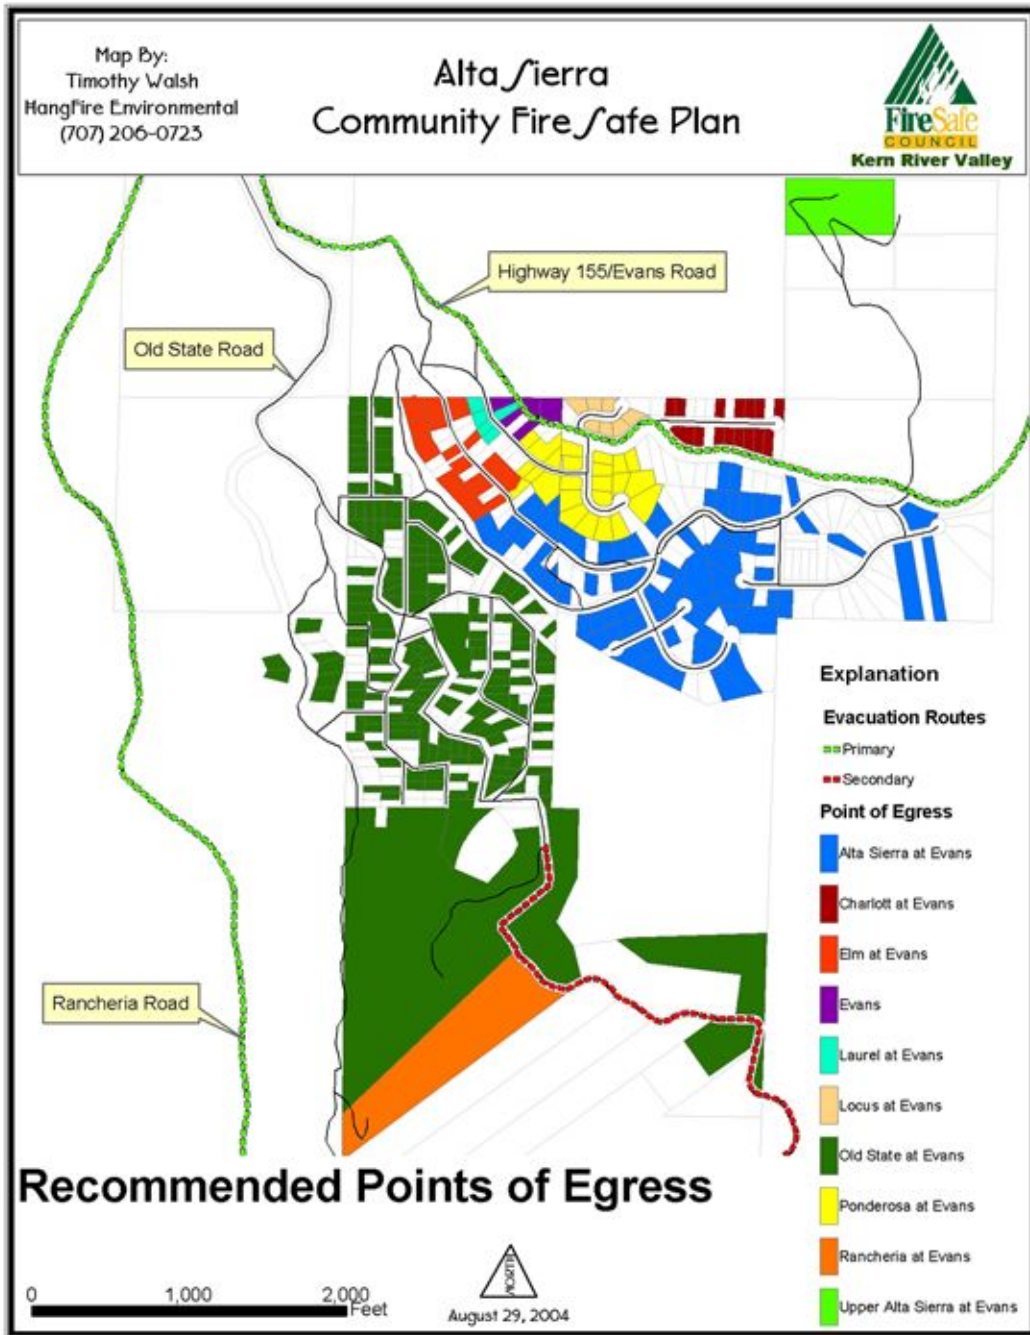 Map By:
Timothy Walsh
HangFire Environmental
(707) 206-0723
Alta Sierra
Community Fire Safe Plan
FireSafe
COUNCIL
Kern River Valley
Highway 155/Evans Road
Old State Road
Rancheria Road
Explanation
Evacuation Routes
Primary
Secondary
Point of Egress
Alta Sierra at Evans
Charlott at Evans
Elm at Evans
Evans
Laurel at Evans
Locus at Evans
Old State at Evans
Ponderosa at Evans
Rancheria at Evans
Upper Alta Sierra at Evans
Recommended Points of Egress
0 1,000 2,000
Feet
NORTH
August 29, 2004